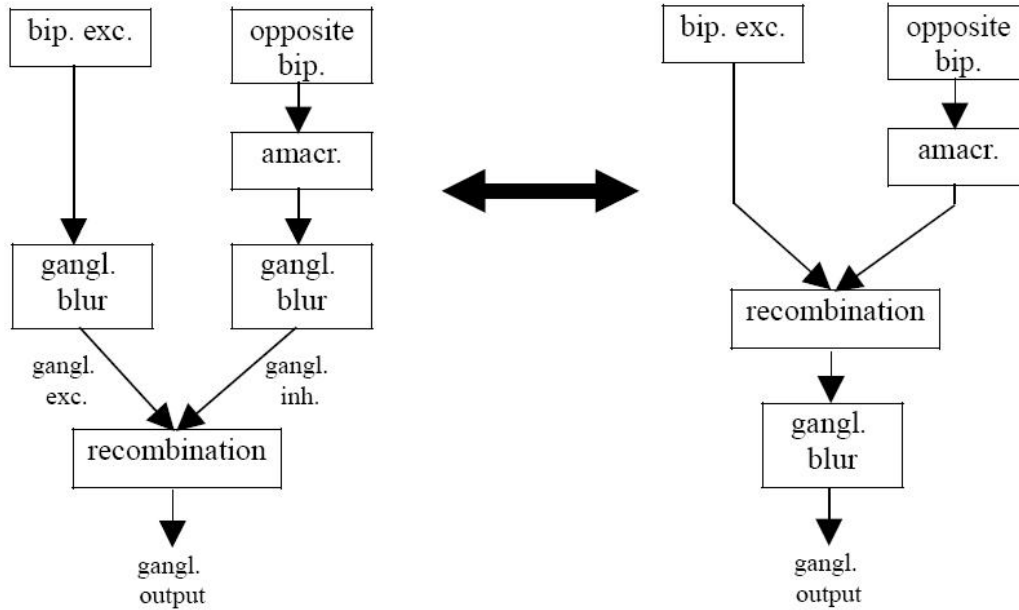 bip. exc.
opposite
bip.
amacr.
gangl.
blur
gangl.
blur
gangl.
exc.
gangl.
inh.
recombination
gangl.
output
bip. exc.
opposite
bip.
amacr.
recombination
gangl.
blur
gangl.
output